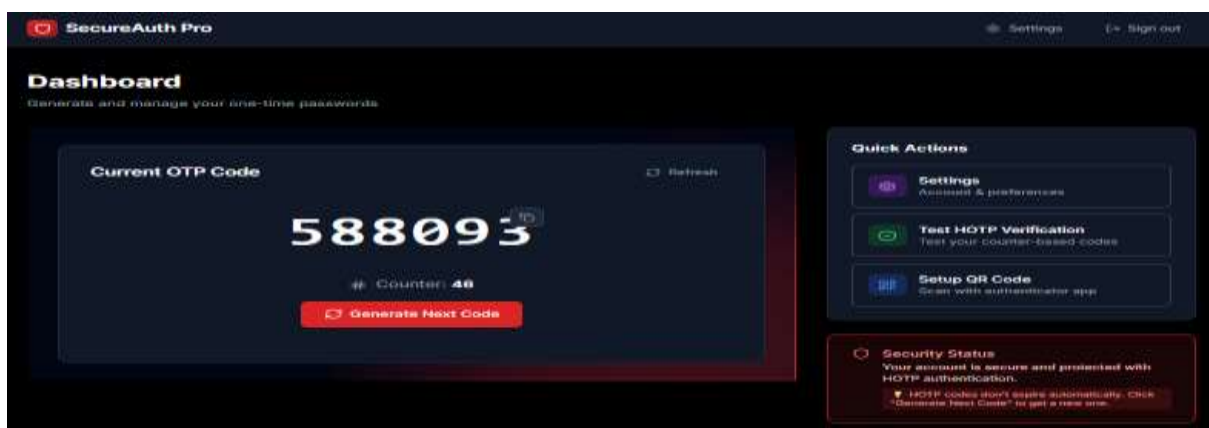 SecureAuth Pro
Settings
Sign out
Dashboard
Generate and manage your one-time passwords
Current OTP Code
Refresh
588093
# Counter: 46
Generate Next Code
Quick Actions
Settings
Account & preferences
Test HOTP Verification
Test your counter-based codes
Setup QR Code
Scan with authenticator app
Security Status
Your account is secure and protected with
HOTP authentication.
HOTP codes don't expire automatically. Click
"Generate Next Code" to get a new one.